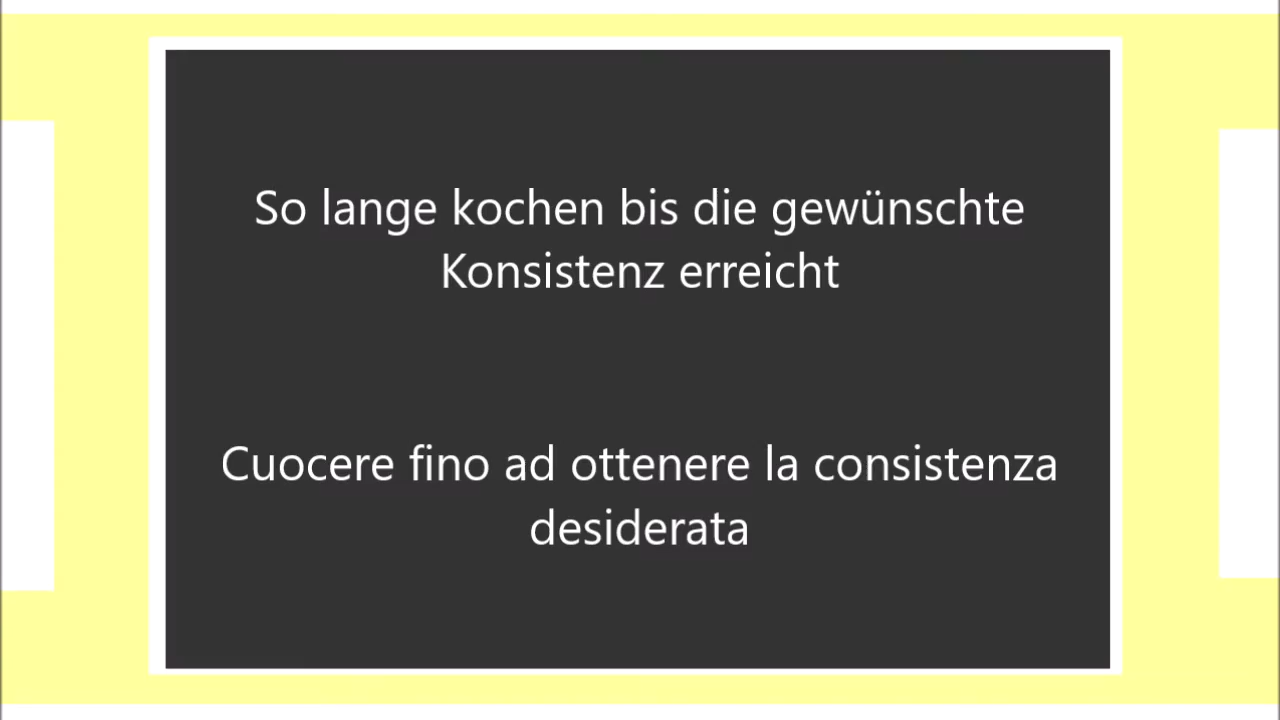 So lange kochen bis die gewünschte
Konsistenz erreicht
Cuocere fino ad ottenere la consistenza
desiderata